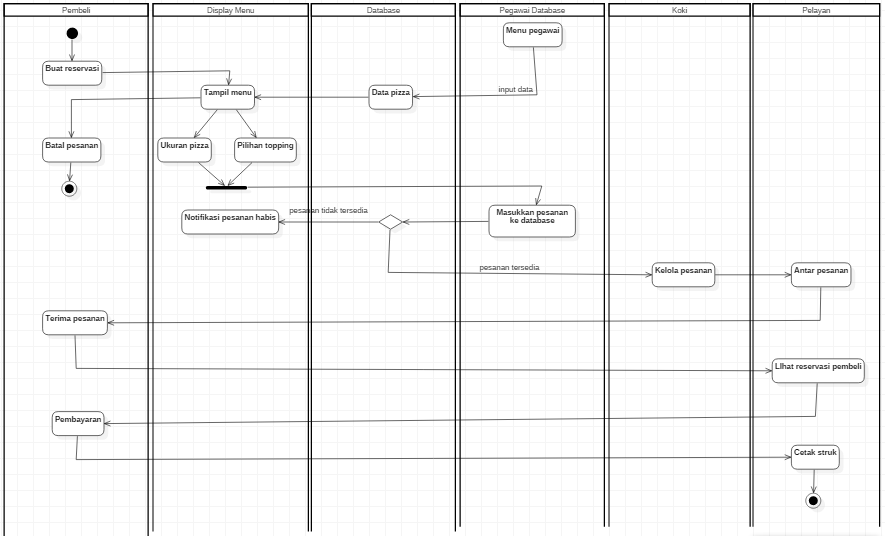 Pembeli
Display Menu
Database
Pegawai Database
Koki
Pelayan
Menu pegawai
Buat reservasi
Tampil menu
Data pizza
input data
Batal pesanan
Ukuran pizza
Pilihan topping
pesanan tidak tersedia
Notifikasi pesanan habis
Masukkan pesanan
ke database
pesanan tersedia
Kelola pesanan
Antar pesanan
Terima pesanan
LIhat reservasi pembeli
Pembayaran
Cetak struk